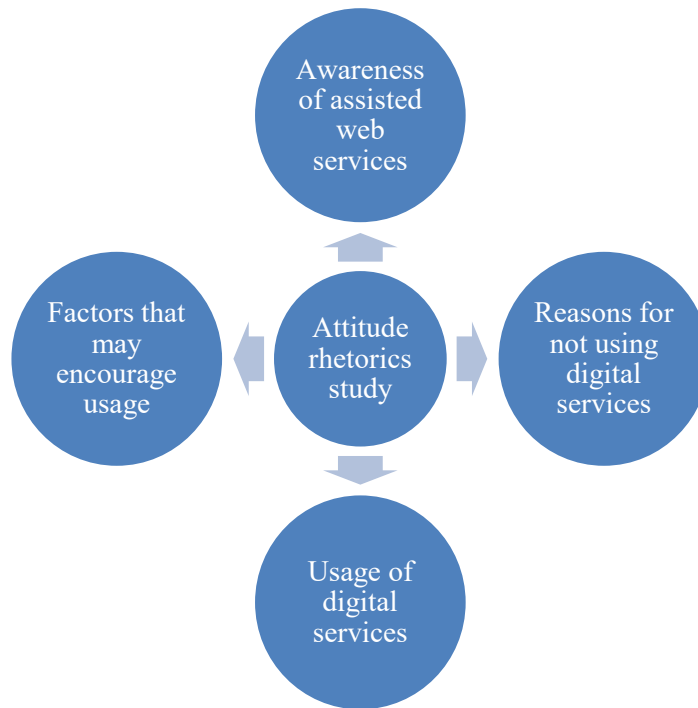 Awareness
of assisted
web
services
Factors that
may
encourage
usage
Attitude
rhetorics
study
Reasons for
not using
digital
services
Usage of
digital
services